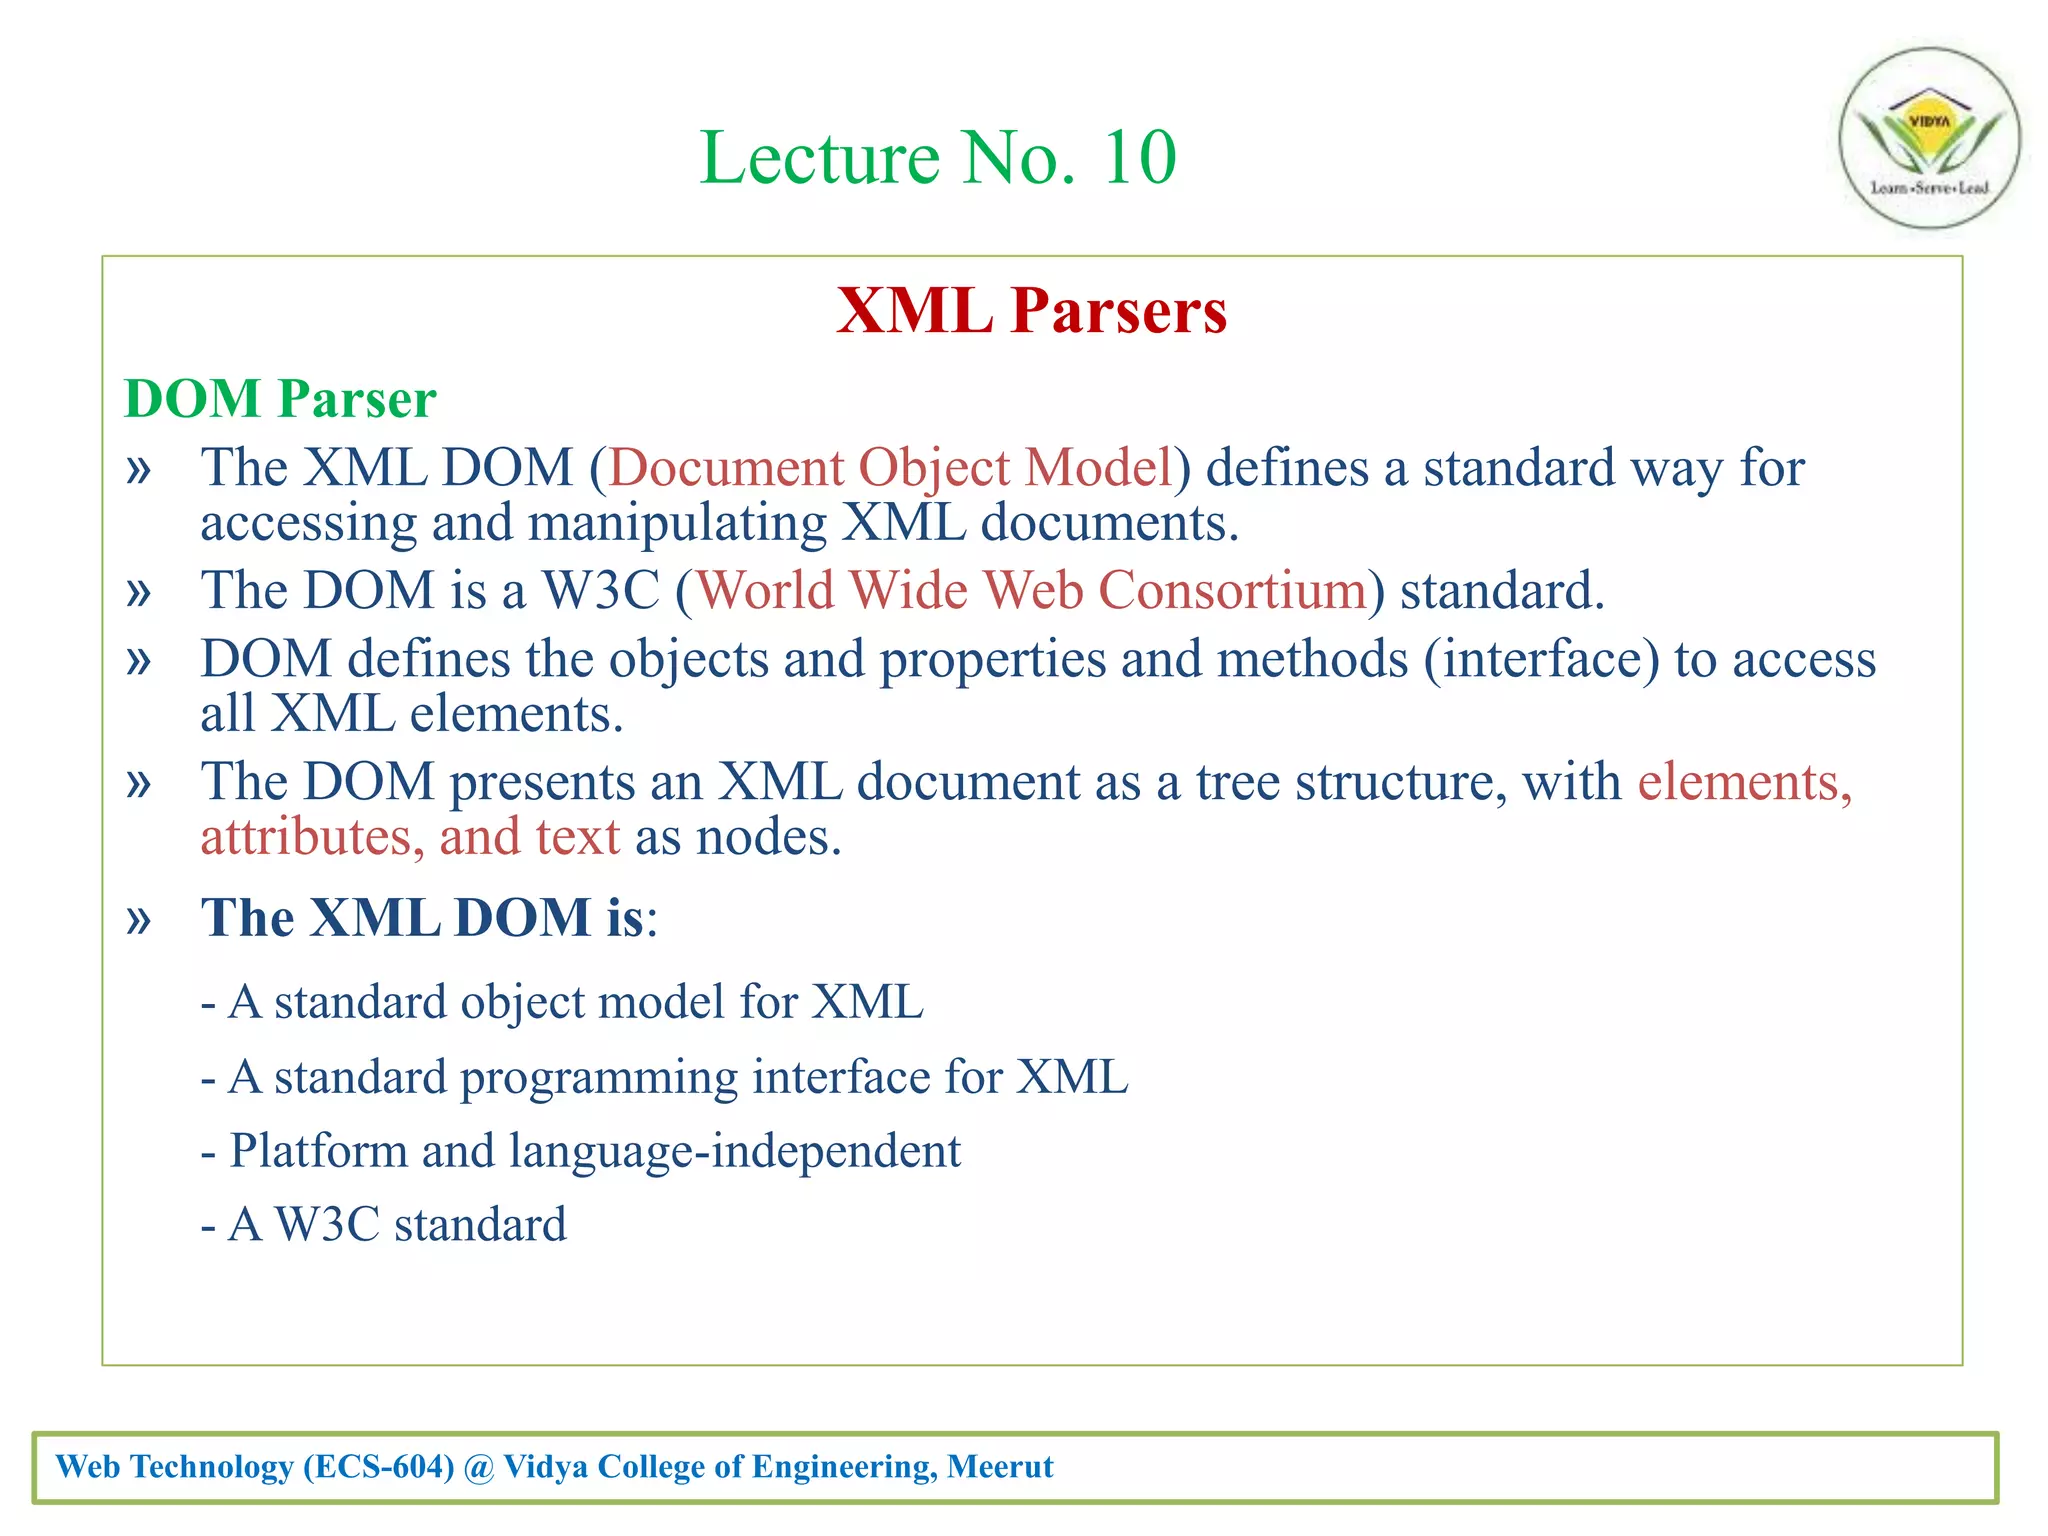 Lecture No. 10
VIDYA
Learn•Serve•Lead
XML Parsers
DOM Parser
» The XML DOM (Document Object Model) defines a standard way for
accessing and manipulating XML documents.
» The DOM is a W3C (World Wide Web Consortium) standard.
» DOM defines the objects and properties and methods (interface) to access
all XML elements.
» The DOM presents an XML document as a tree structure, with elements,
attributes, and text as nodes.
» The XML DOM is:
- A standard object model for XML
- A standard programming interface for XML
- Platform and language-independent
- A W3C standard
Web Technology (ECS-604) @ Vidya College of Engineering, Meerut